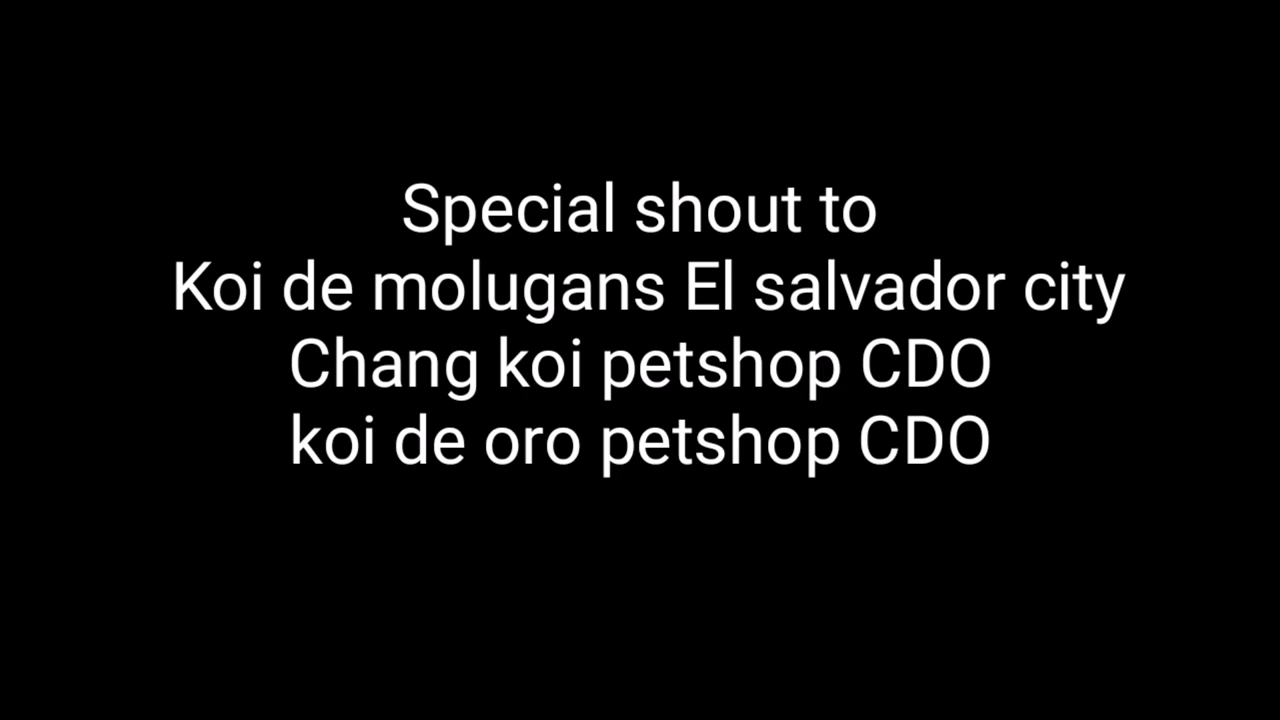 Special shout to
Koi de molugans El salvador city
Chang koi petshop CDO
koi de oro petshop CDO